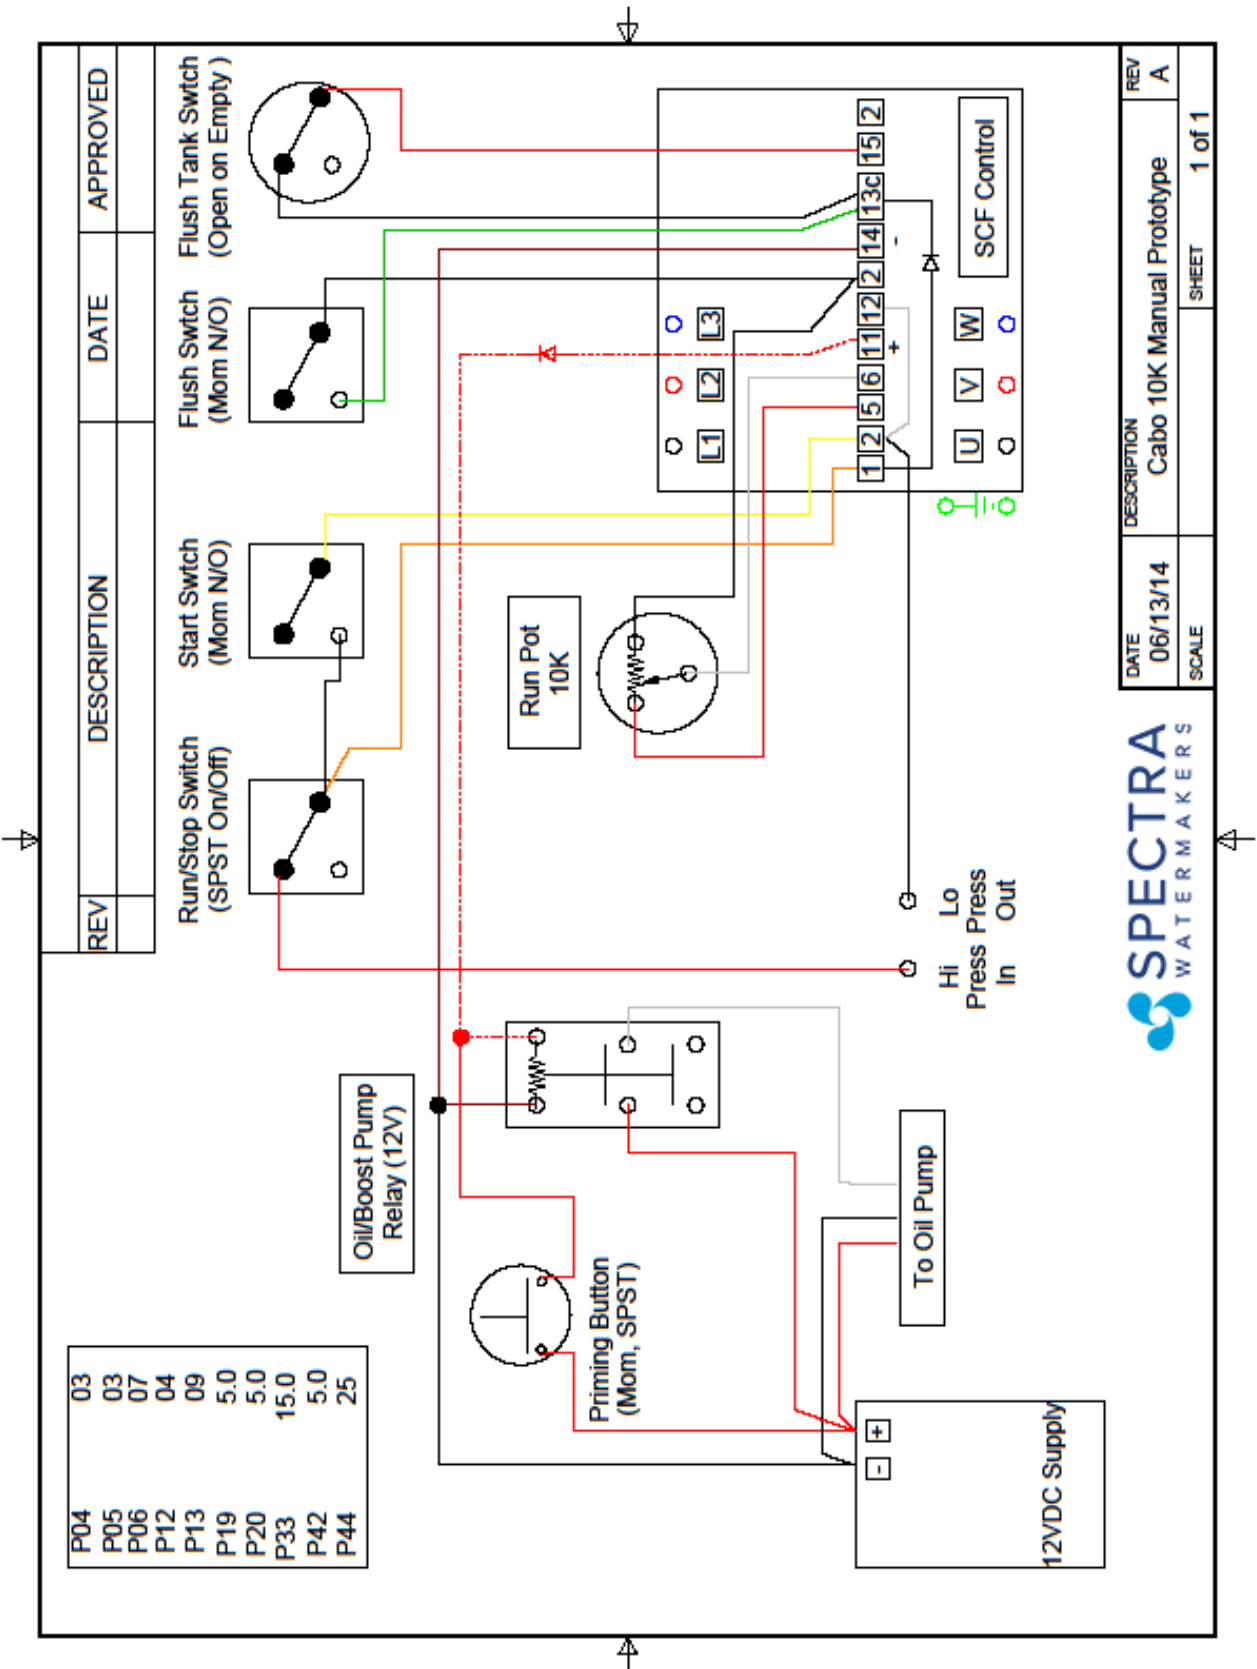 REV DESCRIPTION DATE APPROVED
P04 03
P05 03
P06 07
P12 04
P13 09
P19 5.0
P20 5.0
P33 15.0
P42 5.0
P44 25
Run/Stop Switch
(SPST On/Off)
Start Swtch
(Mom N/O)
Flush Swtch
(Mom N/O)
Flush Tank Swtch
(Open on Empty )
Oil/Boost Pump
Relay (12V)
Priming Button
(Mom, SPST)
Run Pot
10K
L1 L2 L3
1 2 5 6 11 12 2 14 13c 15 2
+ -
U V W
SCF Control
Hi
Press
In
Lo
Press
Out
To Oil Pump
- +
12VDC Supply
SPECTRA
WATERMAKERS
DATE
06/13/14
DESCRIPTION
Cabo 10K Manual Prototype
REV
A
SCALE
SHEET 1 of 1